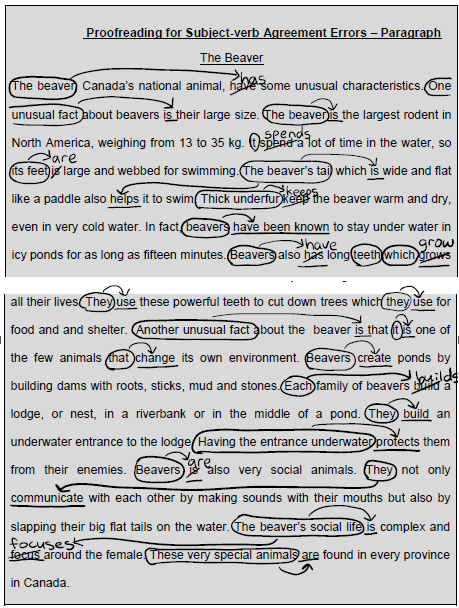 Proofreading for Subject-verb Agreement Errors – Paragraph
The Beaver
has
The beaver, Canada's national animal, have some unusual characteristics. One
unusual fact about beavers is their large size. The beaver is the largest rodent in
spends
North America, weighing from 13 to 35 kg. It spend a lot of time in the water, so
are
its feet is large and webbed for swimming. The beaver's tail which is wide and flat
keeps
like a paddle also helps it to swim. Thick underfur keep the beaver warm and dry,
even in very cold water. In fact, beavers have been known to stay under water in
have grow
icy ponds for as long as fifteen minutes. Beavers also has long teeth which grows
all their lives. They use these powerful teeth to cut down trees which they use for
food and and shelter. Another unusual fact about the beaver is that it is one of
the few animals that change its own environment. Beavers create ponds by
building dams with roots, sticks, mud and stones. Each family of beavers build a
builds
lodge, or nest, in a riverbank or in the middle of a pond. They build an
underwater entrance to the lodge. Having the entrance underwater protects them
are
from their enemies. Beavers is also very social animals. They not only
communicate with each other by making sounds with their mouths but also by
slapping their big flat tails on the water. The beaver's social life is complex and
focuses
focus around the female. These very special animals are found in every province
in Canada.